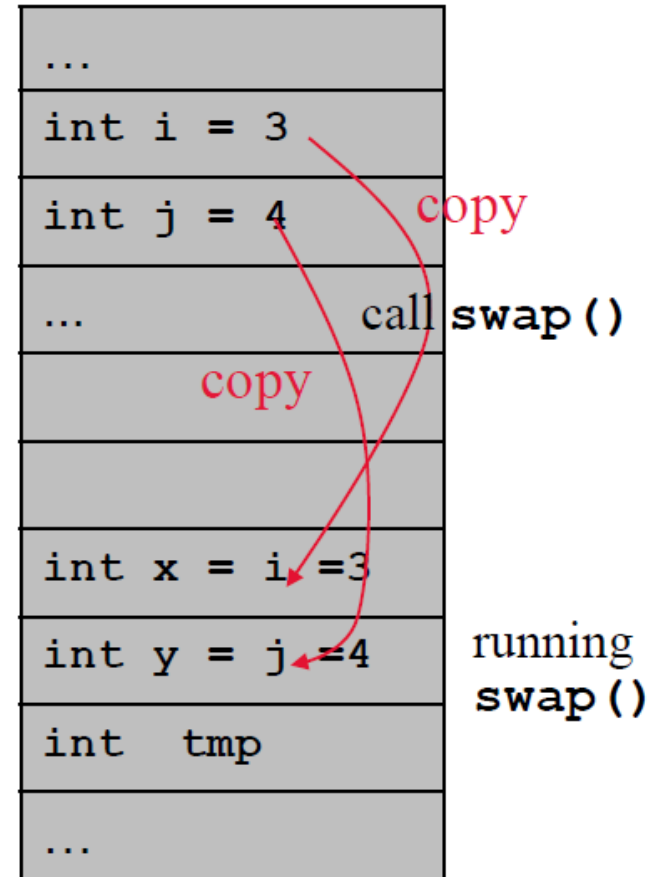 ...
int i = 3
copy
int j = 4
... call swap()
copy
int x = i =3
int y = j =4
running
swap()
int tmp
...